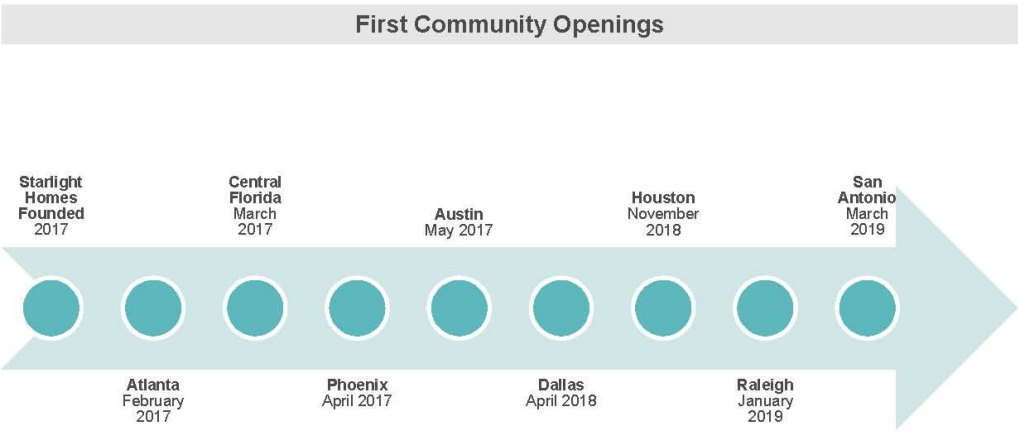 First Community Openings
Starlight
Homes
Founded
2017
Atlanta
February
2017
Central
Florida
March
2017
Phoenix
April 2017
Austin
May 2017
Dallas
April 2018
Houston
November
2018
Raleigh
January
2019
San
Antonio
March
2019